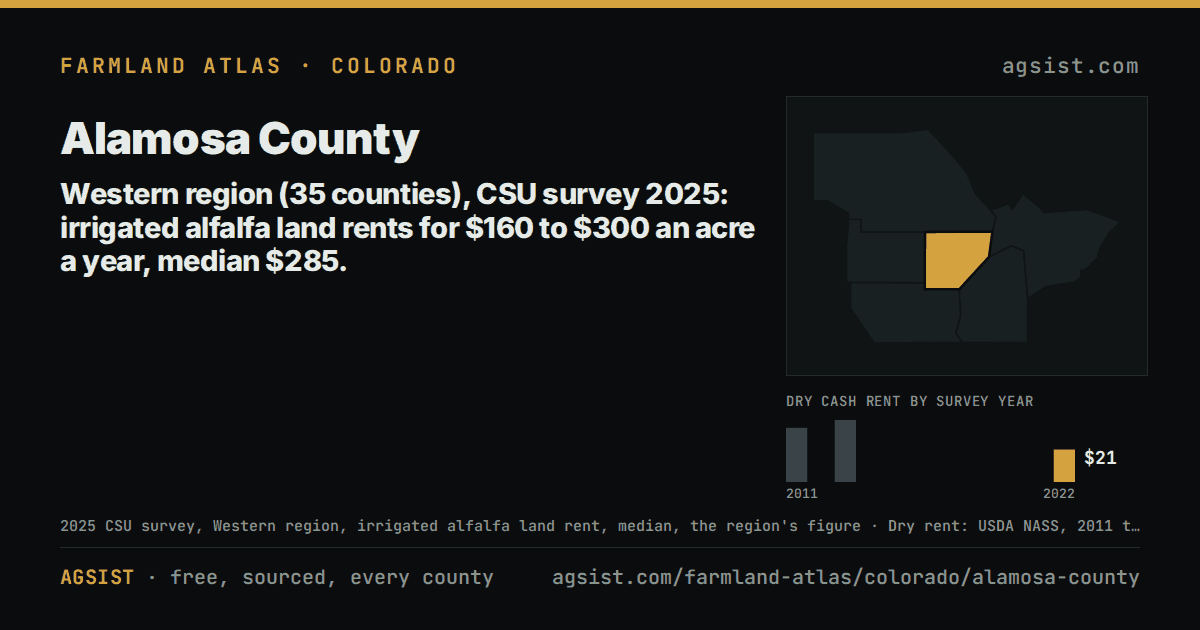 FARMLAND ATLAS · COLORADO
agsist.com
Alamosa County
Western region (35 counties), CSU survey 2025:
irrigated alfalfa land rents for $160 to $300 an acre
a year, median $285.
DRY CASH RENT BY SURVEY YEAR
$21
2011
2022
2025 CSU survey, Western region, irrigated alfalfa land rent, median, the region's figure · Dry rent: USDA NASS, 2011 t…
AGSIST · free, sourced, every county
agsist.com/farmland-atlas/colorado/alamosa-county